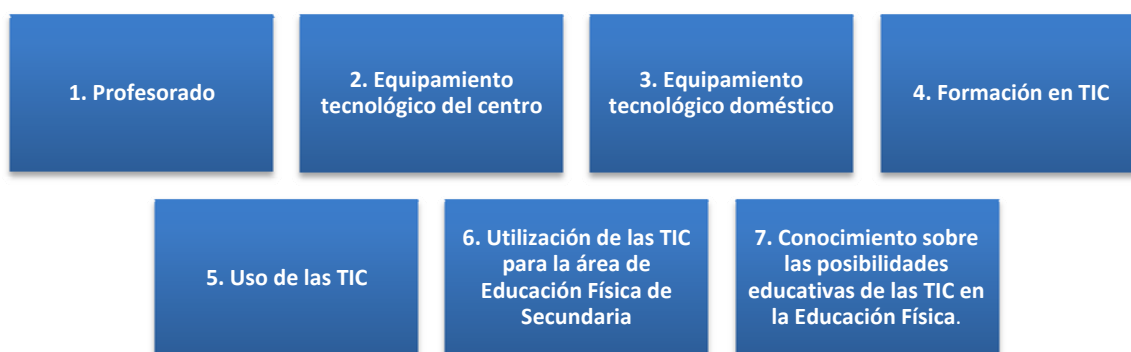 1. Profesorado
2. Equipamiento
tecnológico del centro
3. Equipamiento
tecnológico doméstico
4. Formación en TIC
5. Uso de las TIC
6. Utilización de las TIC
para la área de
Educación Física de
Secundaria
7. Conocimiento sobre
las posibilidades
educativas de las TIC en
la Educación Física.